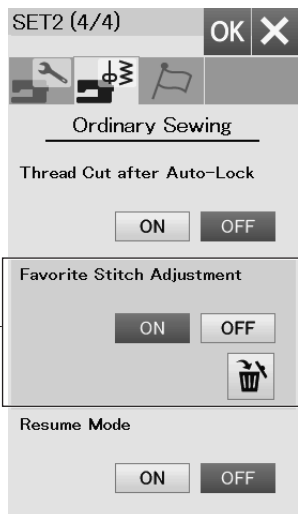 SET2 (4/4)
OK
Ordinary Sewing
Thread Cut after Auto-Lock
ON OFF
Favorite Stitch Adjustment
ON OFF
Resume Mode
ON OFF